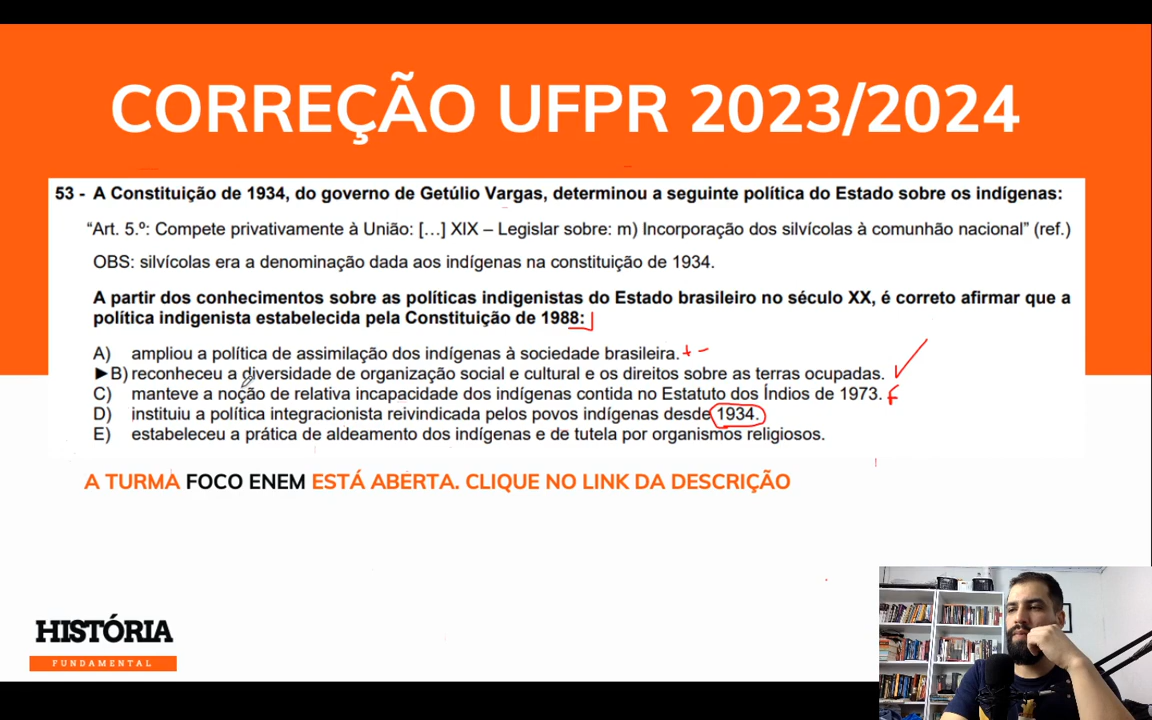 CORREÇÃO UFPR 2023/2024
53 - A Constituição de 1934, do governo de Getúlio Vargas, determinou a seguinte política do Estado sobre os indígenas:
“Art. 5.º: Compete privativamente à União: [...] XIX – Legislar sobre: m) Incorporação dos silvícolas à comunhão nacional” (ref.)
OBS: silvícolas era a denominação dada aos indígenas na constituição de 1934.
A partir dos conhecimentos sobre as políticas indigenistas do Estado brasileiro no século XX, é correto afirmar que a
política indigenista estabelecida pela Constituição de 1988:
A) ampliou a política de assimilação dos indígenas à sociedade brasileira. + -
►B) reconheceu a diversidade de organização social e cultural e os direitos sobre as terras ocupadas.
C) manteve a noção de relativa incapacidade dos indígenas contida no Estatuto dos Índios de 1973. F
D) instituiu a política integracionista reivindicada pelos povos indígenas desde 1934.
E) estabeleceu a prática de aldeamento dos indígenas e de tutela por organismos religiosos.
A TURMA FOCO ENEM ESTÁ ABERTA. CLIQUE NO LINK DA DESCRIÇÃO
HISTÓRIA
FUNDAMENTAL